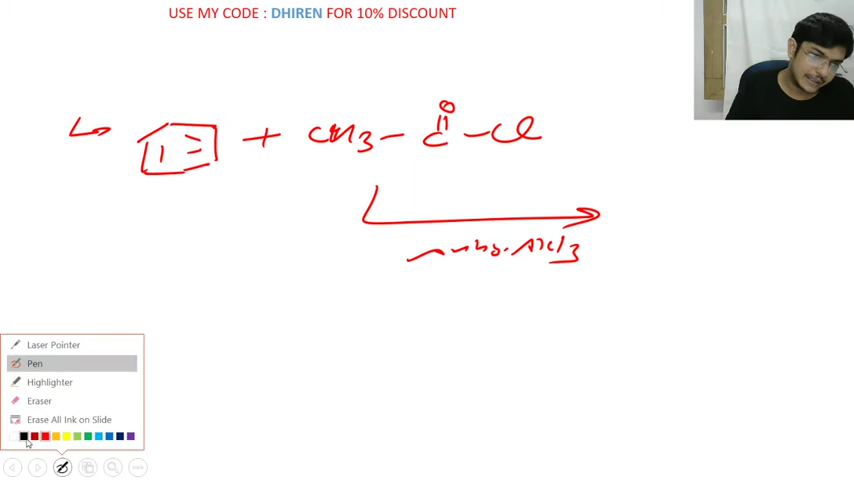 USE MY CODE : DHIREN FOR 10% DISCOUNT
+ CH3 - C - Cl
O
AlCl3
Laser Pointer
Pen
Highlighter
Eraser
Erase All Ink on Slide